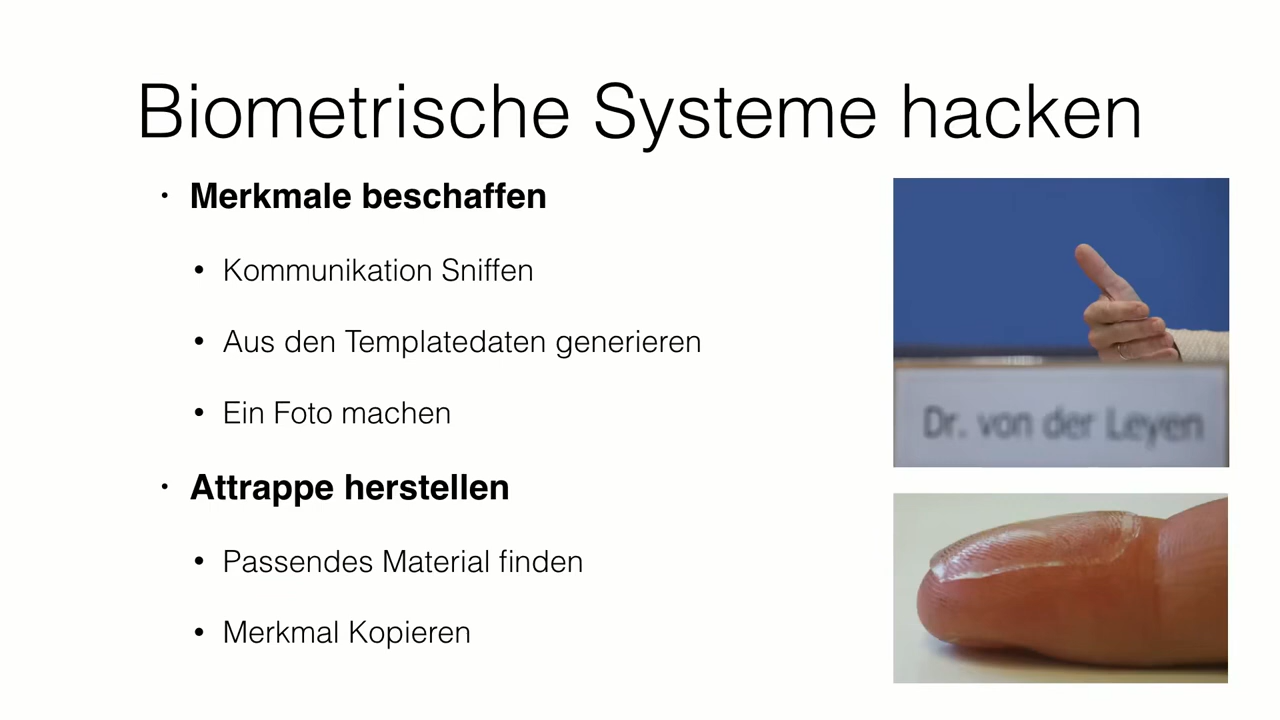 Biometrische Systeme hacken
• Merkmale beschaffen
• Kommunikation Sniffen
• Aus den Templatedaten generieren
• Ein Foto machen
Dr. von der Leyen
• Attrappe herstellen
• Passendes Material finden
• Merkmal Kopieren